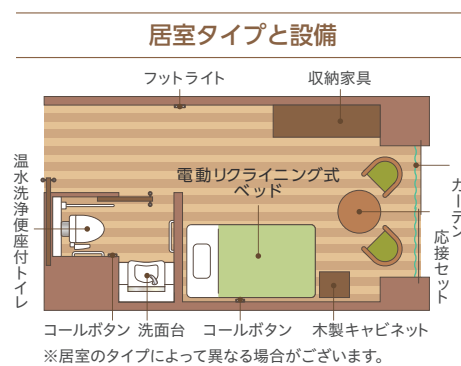 居室タイプと設備
フットライト
収納家具
温水洗浄便座付トイレ
電動リクライニング式
ベッド
カーテン
応接セット
コールボタン
洗面台
コールボタン
木製キャビネット
※居室のタイプによって異なる場合がございます。